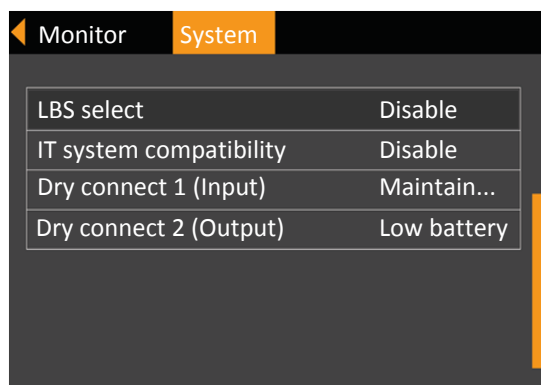 Monitor System
LBS select Disable
IT system compatibility Disable
Dry connect 1 (Input) Maintain...
Dry connect 2 (Output) Low battery